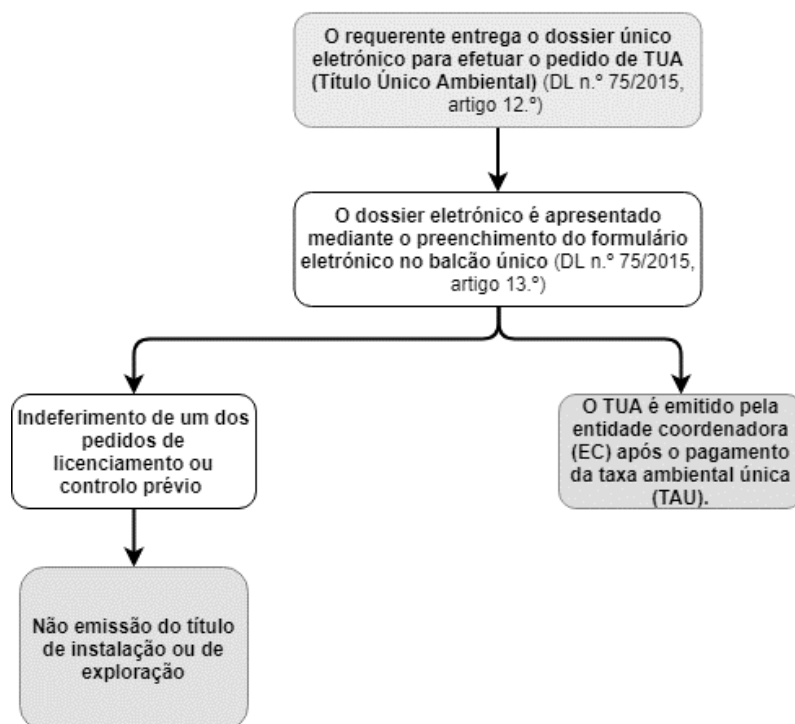 O requerente entrega o dossier único
eletrónico para efetuar o pedido de TUA
(Título Único Ambiental) (DL n.º 75/2015,
artigo 12.º)
O dossier eletrónico é apresentado
mediante o preenchimento do formulário
eletrónico no balcão único (DL n.º 75/2015,
artigo 13.º)
Indeferimento de um dos
pedidos de
licenciamento ou
controlo prévio
O TUA é emitido pela
entidade coordenadora
(EC) após o pagamento
da taxa ambiental única
(TAU).
Não emissão do título
de instalação ou de
exploração